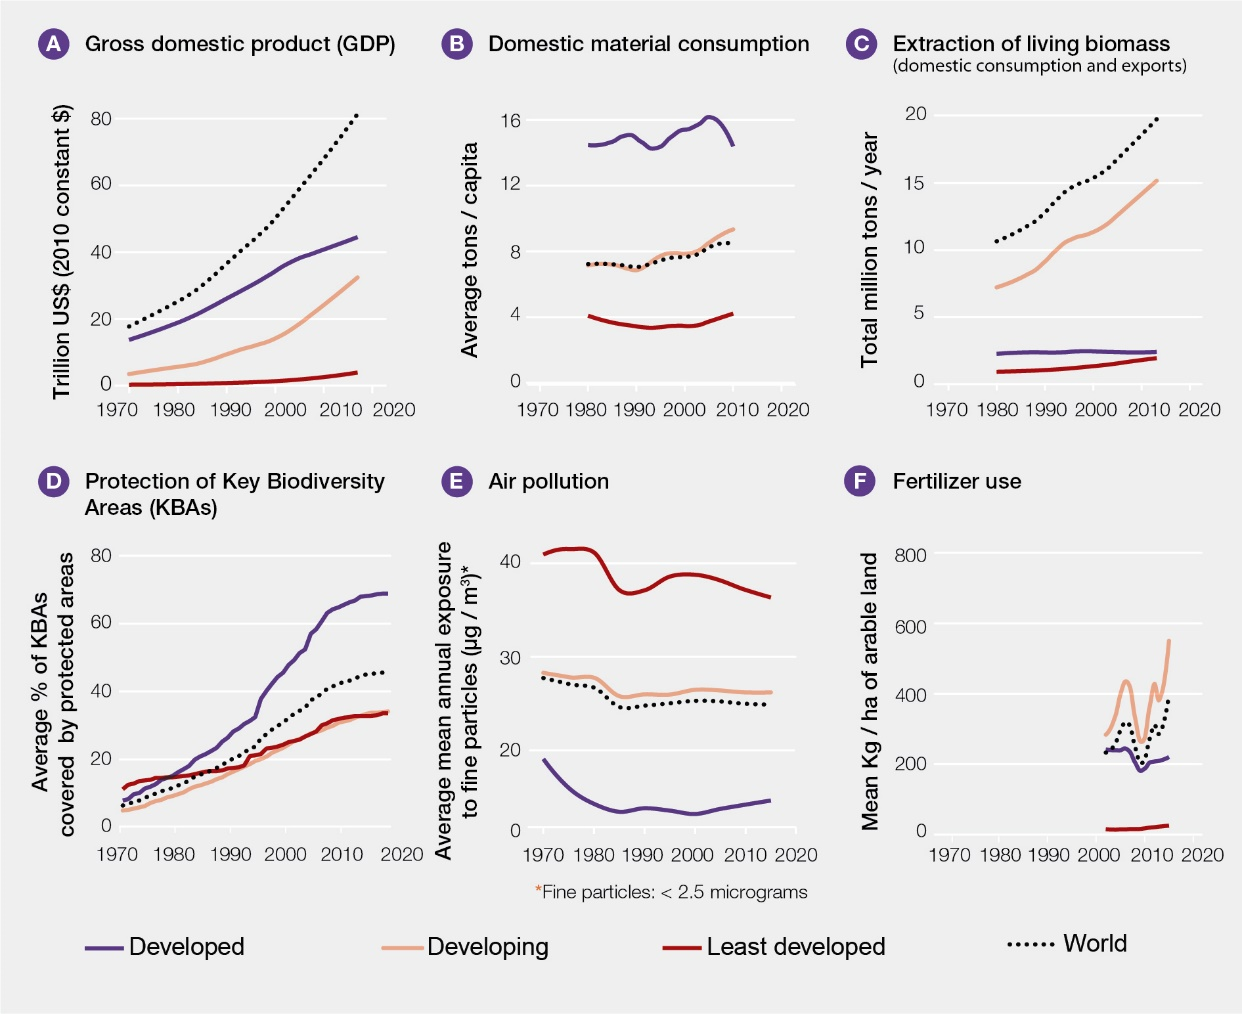 A Gross domestic product (GDP)
Trillion US$ (2010 constant $)
80
60
40
20
0
1970 1980 1990 2000 2010 2020
B Domestic material consumption
Average tons / capita
16
12
8
4
0
1970 1980 1990 2000 2010 2020
C Extraction of living biomass
(domestic consumption and exports)
Total million tons / year
20
15
10
5
0
1970 1980 1990 2000 2010 2020
D Protection of Key Biodiversity
Areas (KBAs)
Average % of KBAs
covered by protected areas
80
60
40
20
0
1970 1980 1990 2000 2010 2020
E Air pollution
Average mean annual exposure
to fine particles (µg / m³)*
40
30
20
0
1970 1980 1990 2000 2010 2020
*Fine particles: < 2.5 micrograms
F Fertilizer use
Mean Kg / ha of arable land
800
600
400
200
0
1970 1980 1990 2000 2010 2020
Developed
Developing
Least developed
World